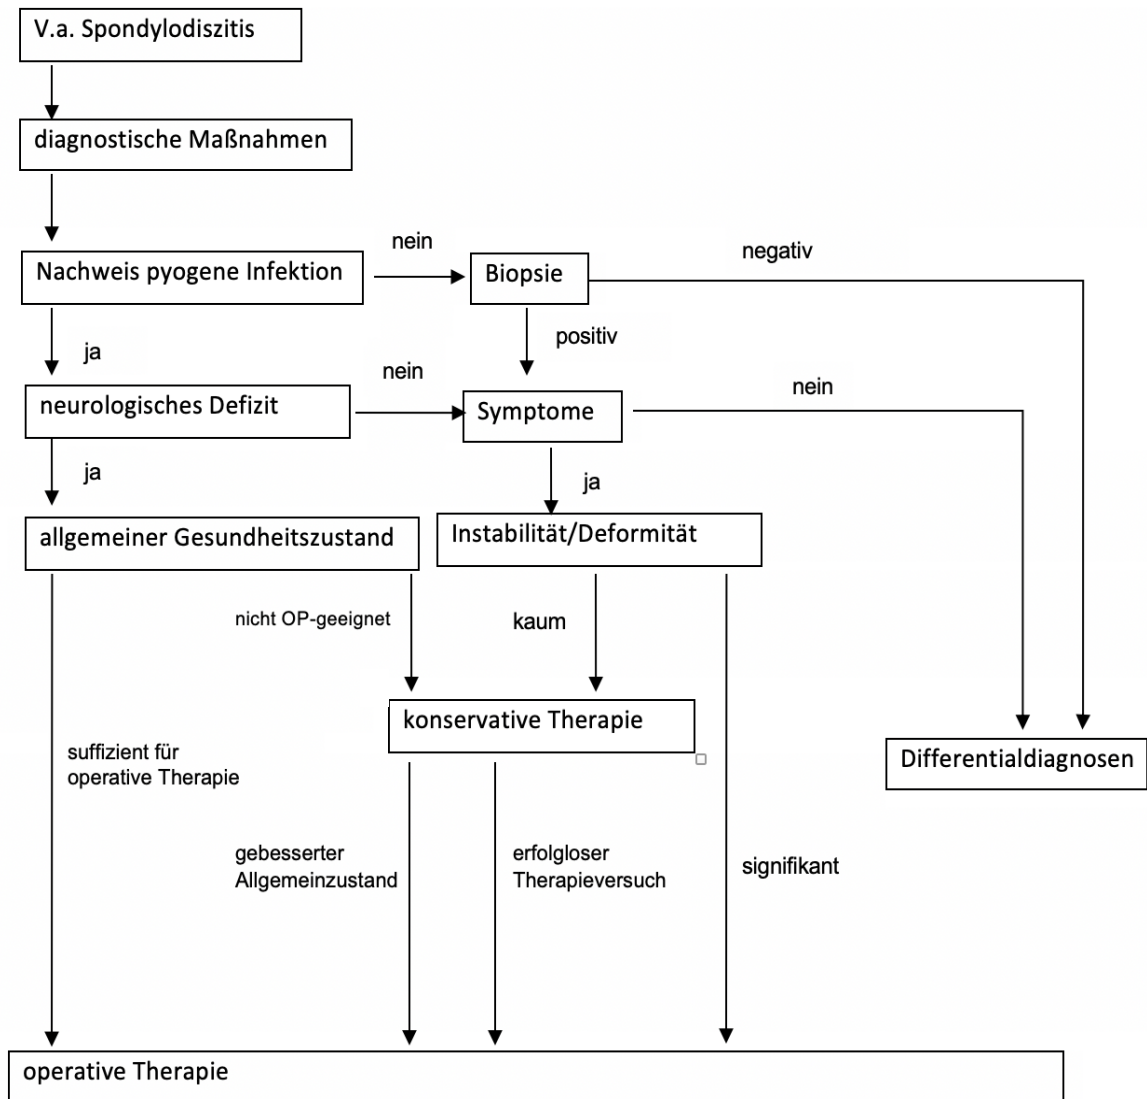 V.a. Spondylodiszitis
diagnostische Maßnahmen
nein
negativ
Nachweis pyogene Infektion
Biopsie
positiv
ja
nein
nein
neurologisches Defizit
Symptome
ja
ja
allgemeiner Gesundheitszustand
Instabilität/Deformität
nicht OP-geeignet
kaum
konservative Therapie
suffizient für
operative Therapie
Differentialdiagnosen
gebesserter
Allgemeinzustand
erfolgloser
Therapieversuch
signifikant
operative Therapie